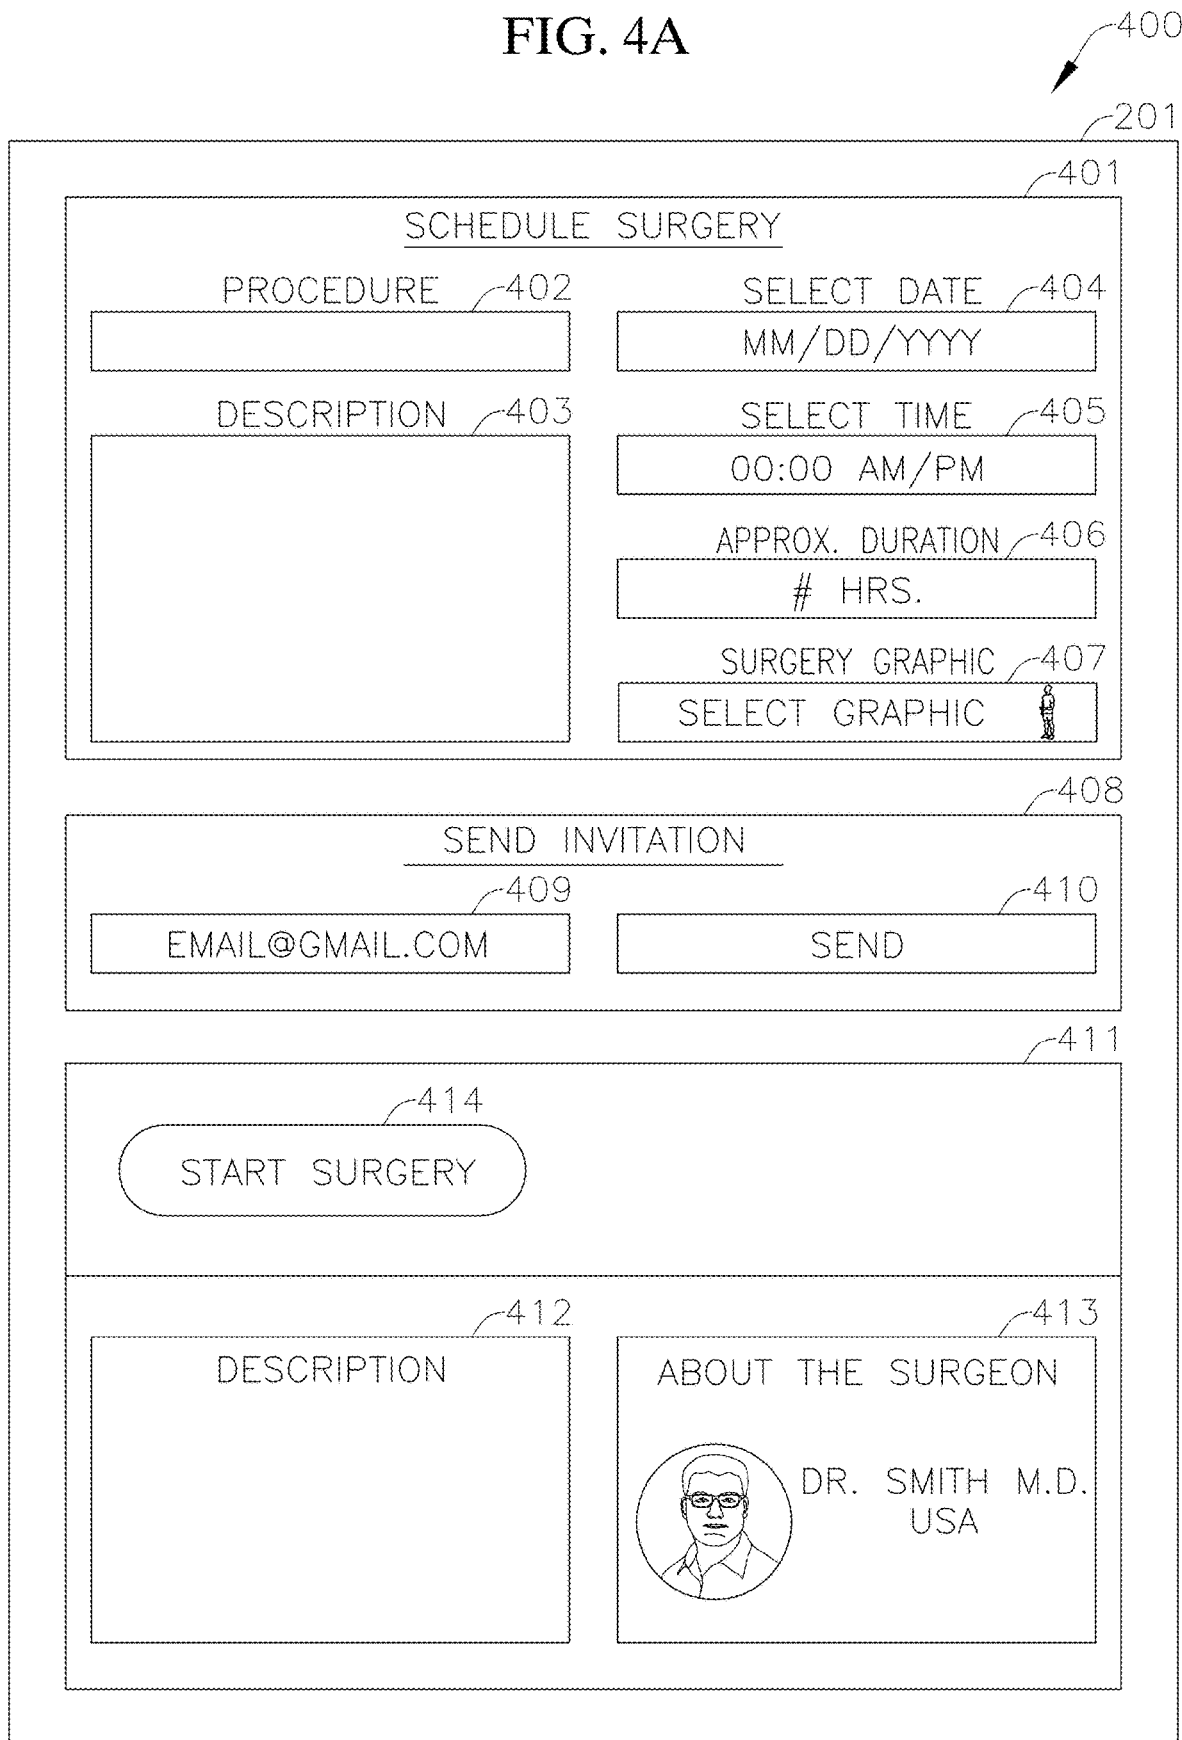 FIG. 4A
400
201
401
SCHEDULE SURGERY
PROCEDURE 402
SELECT DATE 404
MM/DD/YYYY
DESCRIPTION 403
SELECT TIME 405
00:00 AM/PM
APPROX. DURATION 406
# HRS.
SURGERY GRAPHIC 407
SELECT GRAPHIC
408
SEND INVITATION
409
410
EMAIL@GMAIL.COM
SEND
411
414
START SURGERY
412
413
DESCRIPTION
ABOUT THE SURGEON
DR. SMITH M.D.
USA